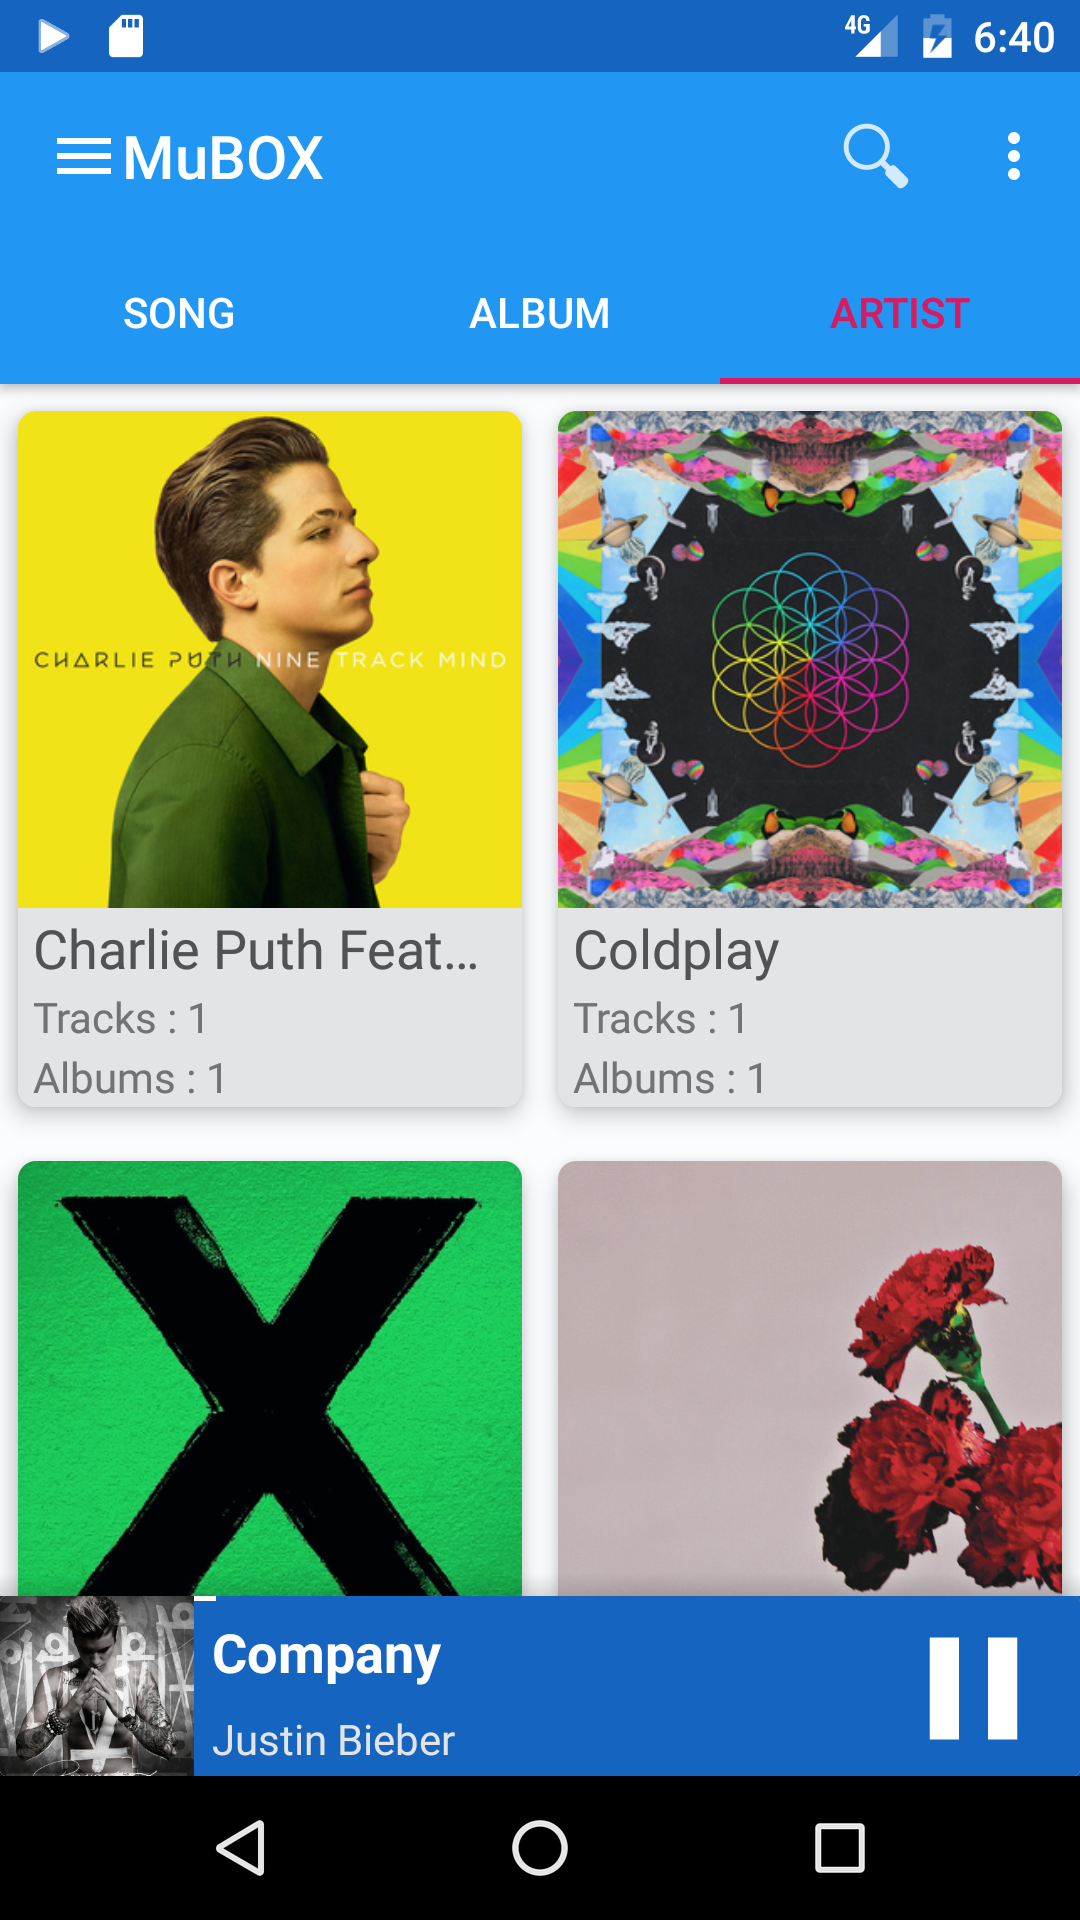 4G 6:40
MuBOX
SONG ALBUM ARTIST
CHARLIE PUTH NINE TRACK MIND
Charlie Puth Feat...
Tracks : 1
Albums : 1
Coldplay
Tracks : 1
Albums : 1
Company
Justin Bieber